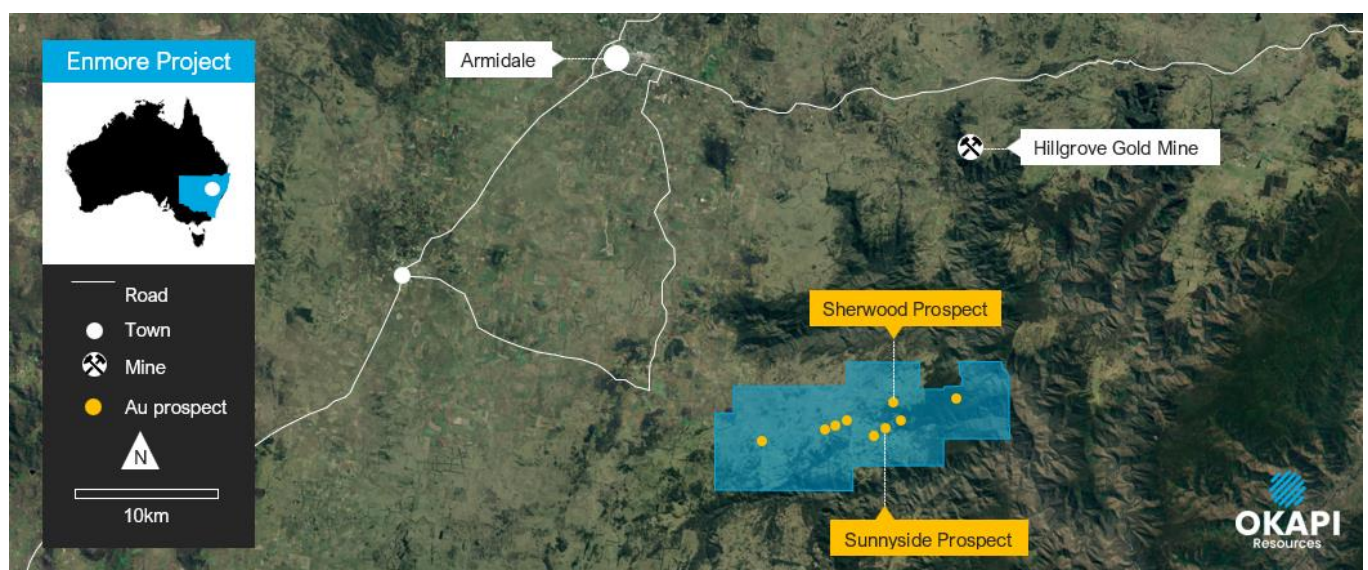 Enmore Project
Road
Town
Mine
Au prospect
N
10km
Armidale
Hillgrove Gold Mine
Sherwood Prospect
Sunnyside Prospect
OKAPI
Resources